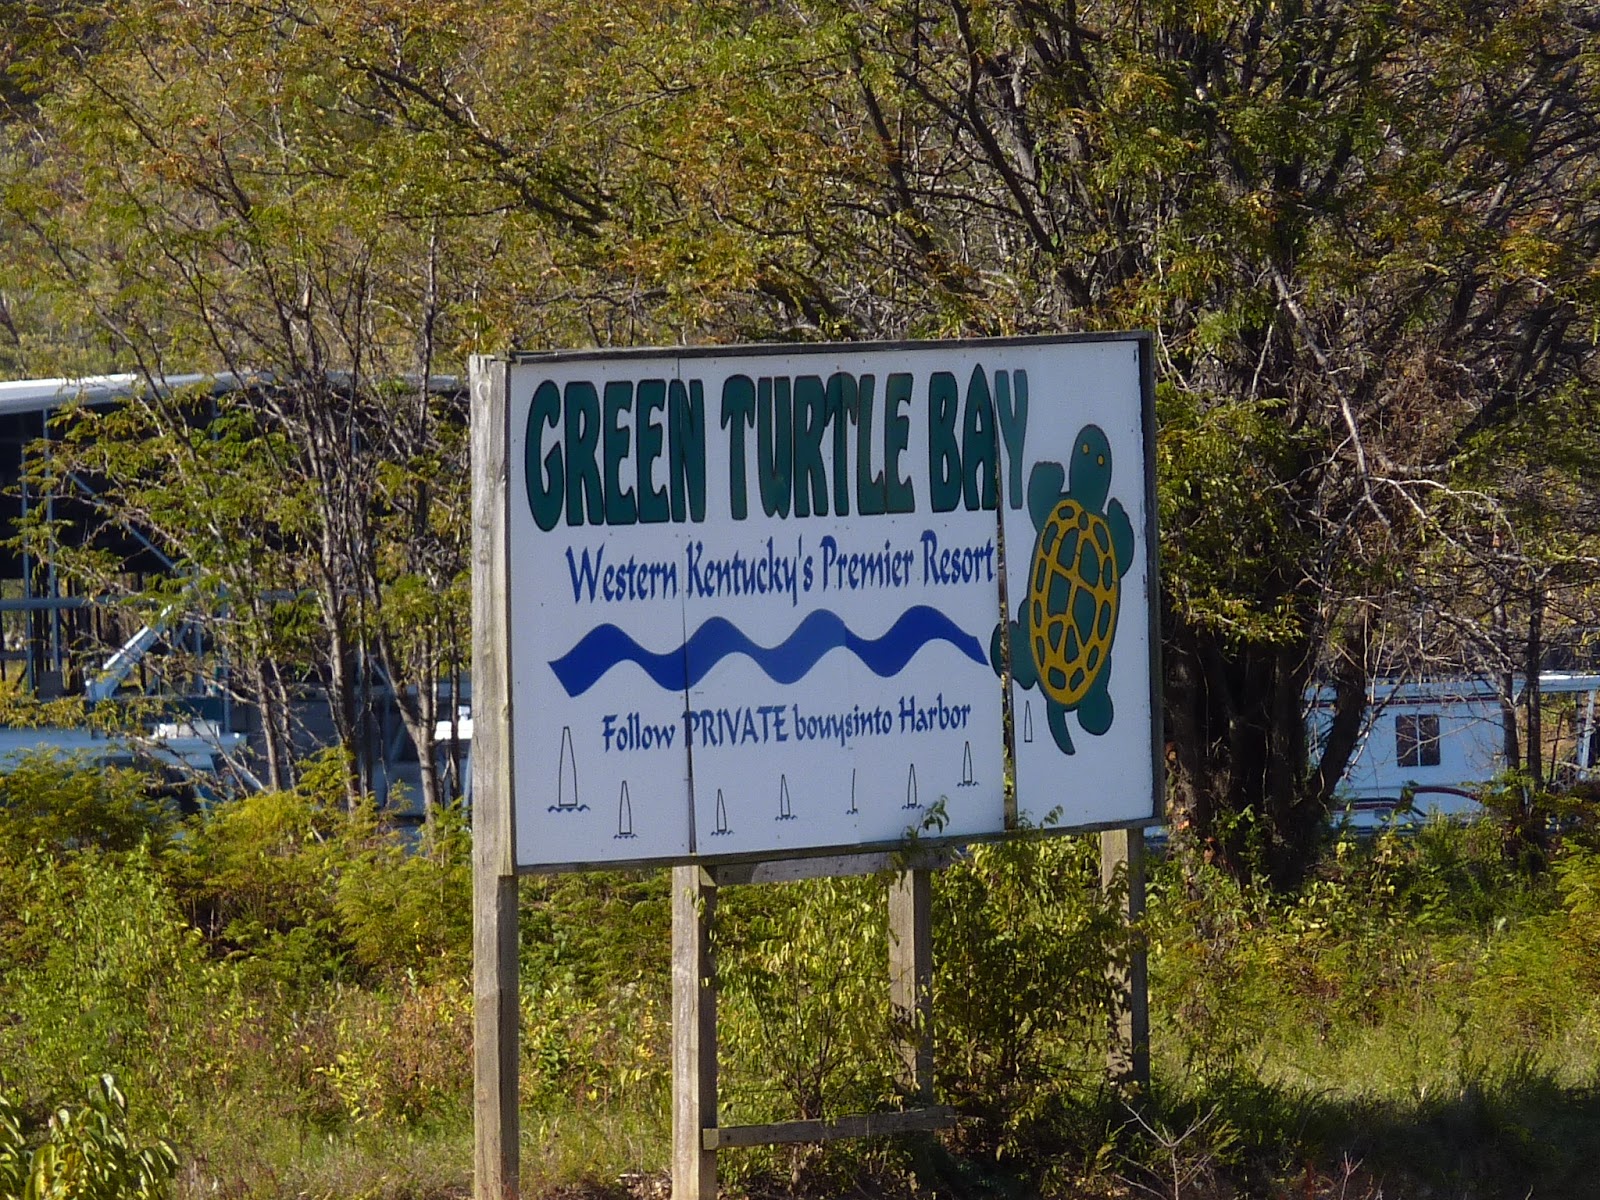 GREEN TURTLE BAY
Western Kentucky's Premier Resort
Follow PRIVATE bouysinto Harbor